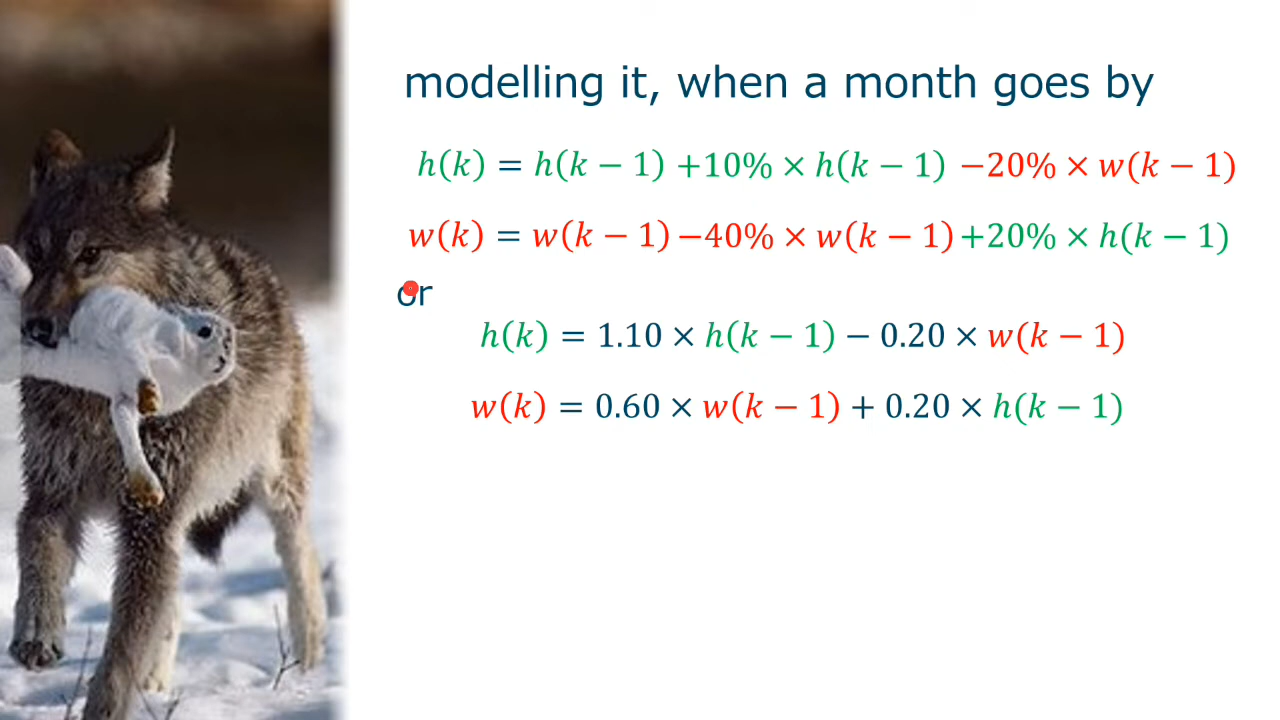 modelling it, when a month goes by
h(k) = h(k − 1) +10% × h(k − 1) −20% × w(k − 1)
w(k) = w(k − 1) −40% × w(k − 1) +20% × h(k − 1)
or
h(k) = 1.10 × h(k − 1) − 0.20 × w(k − 1)
w(k) = 0.60 × w(k − 1) + 0.20 × h(k − 1)